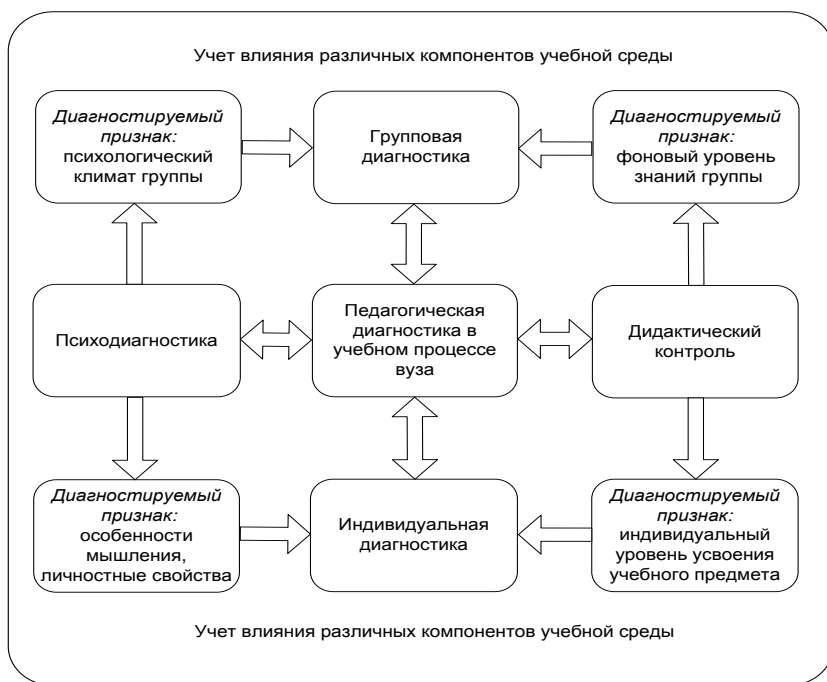 Учет влияния различных компонентов учебной среды
Диагностируемый
признак:
психологический
климат группы
Групповая
диагностика
Диагностируемый
признак:
фоновый уровень
знаний группы
Психодиагностика
Педагогическая
диагностика в
учебном процессе
вуза
Дидактический
контроль
Диагностируемый
признак:
особенности
мышления,
личностные свойства
Индивидуальная
диагностика
Диагностируемый
признак:
индивидуальный
уровень усвоения
учебного предмета
Учет влияния различных компонентов учебной среды